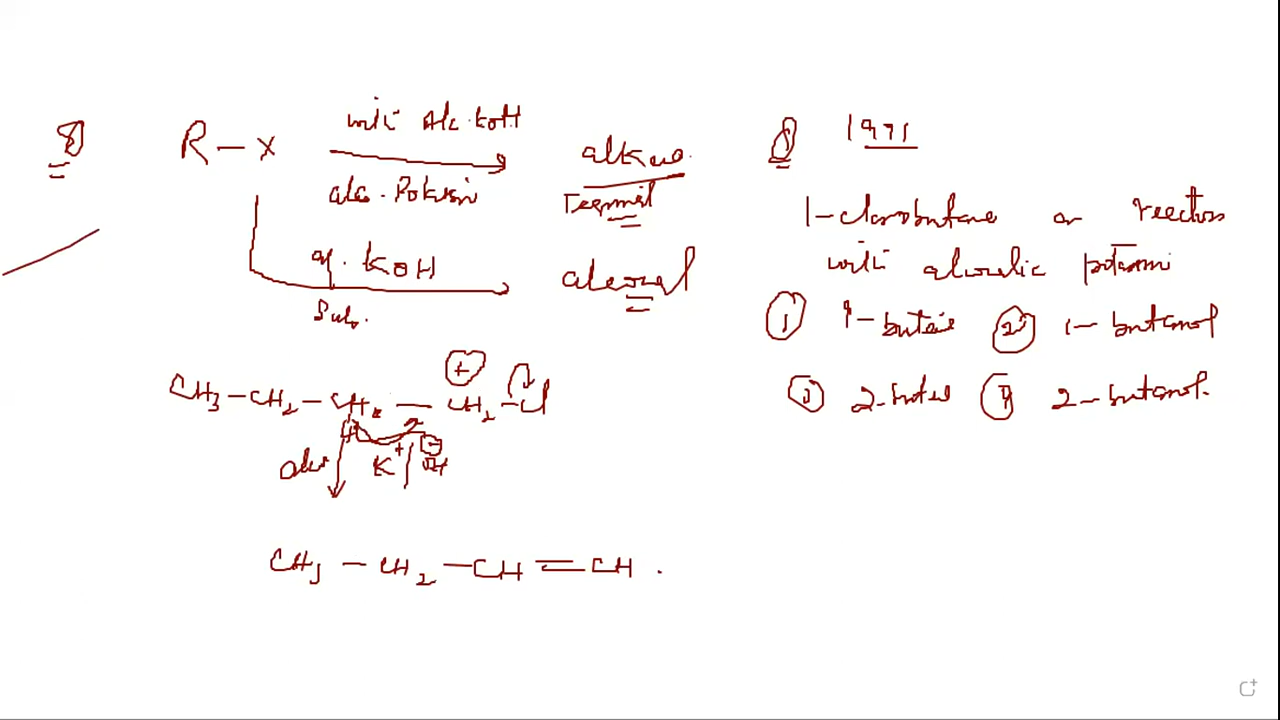 R – X
with Alc. KOH
alc. Potassi
alkene.
Terminal
aq. KOH
Sub.
alcohol
CH3 – CH2 – CH2 – CH2 – Cl
+
alc
K+ / OH
CH3 – CH2 – CH = CH .
1991
1-chlorobutane on reaction
with alcoholic potassi
1 1-butene 2 1-butanol
3 2-butene 4 2-butanol.